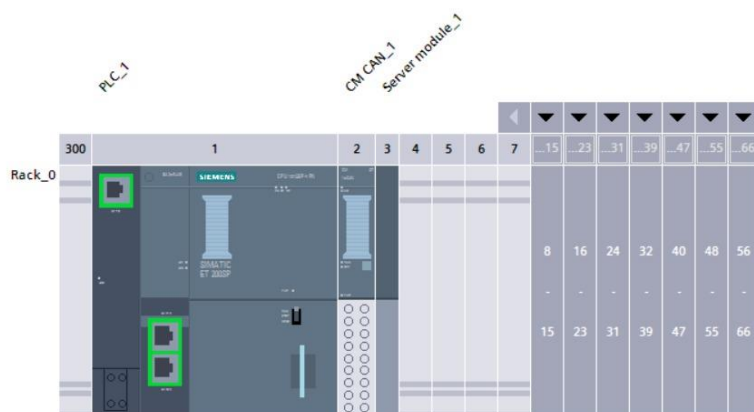 PLC_1
CM CAN_1
Server module_1
300 1 2 3 4 5 6 7 ...15 ...23 ...31 ...39 ...47 ...55 ...66
Rack_0
SIEMENS
SIMATIC
ET 200SP
8 16 24 32 40 48 56
- - - - - - -
15 23 31 39 47 55 66